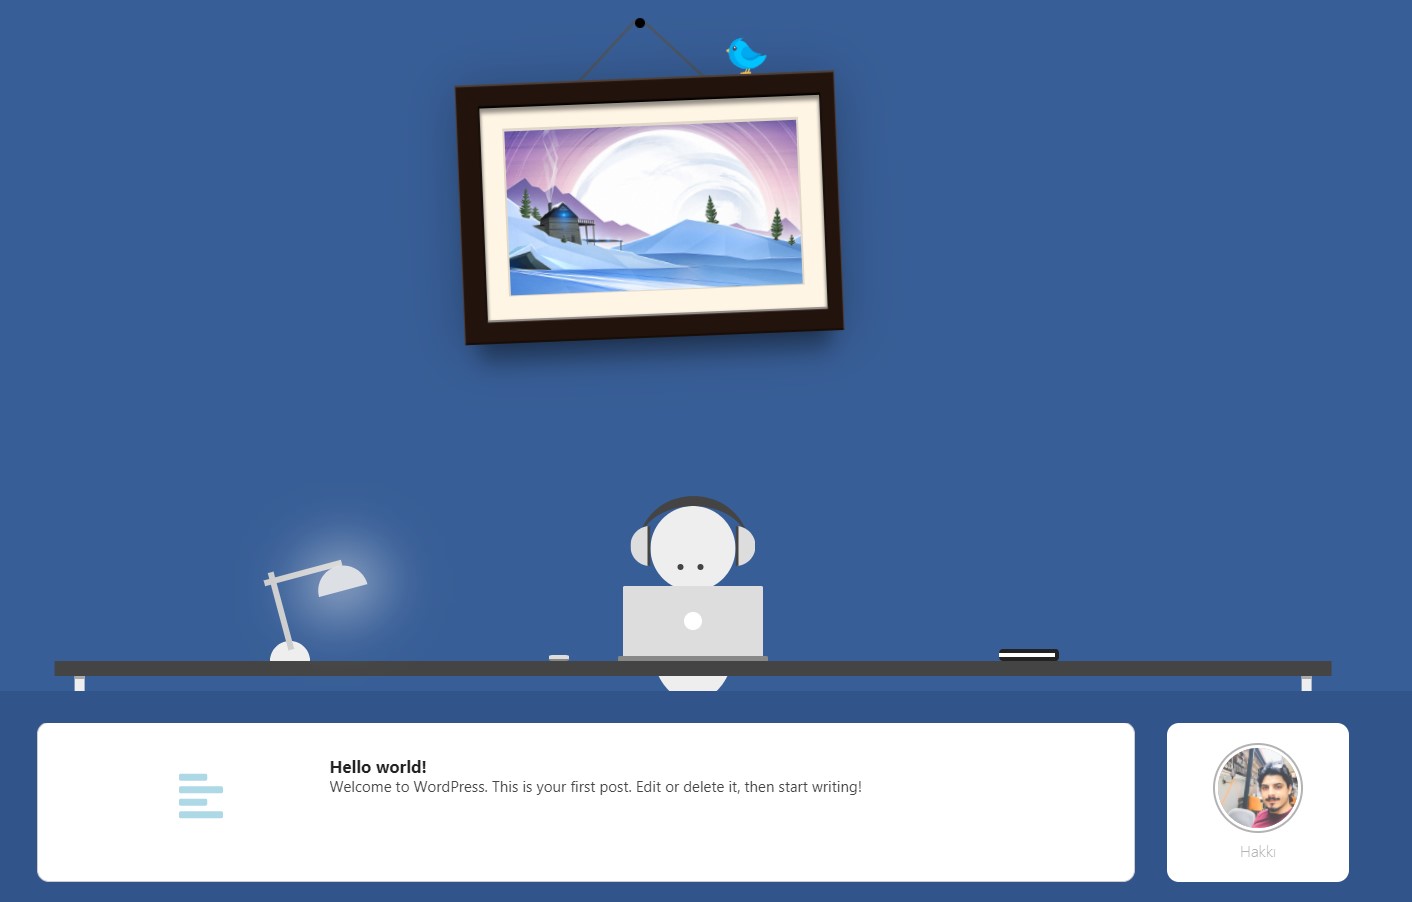 Hello world!
Welcome to WordPress. This is your first post. Edit or delete it, then start writing!
Hakkı